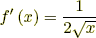 f′(x) = 1/(2√x)